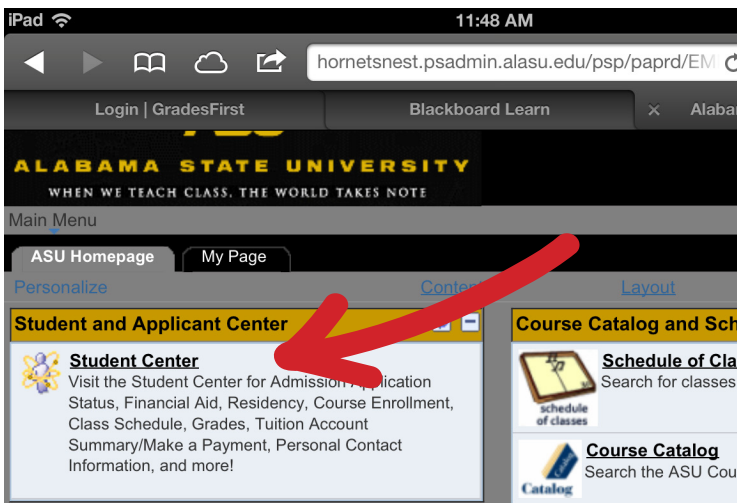 iPad
11:48 AM
hornetsnest.psadmin.alasu.edu/psp/paprd/EM
Login | GradesFirst
Blackboard Learn
Alabar
ASU
ALABAMA STATE UNIVERSITY
WHEN WE TEACH CLASS, THE WORLD TAKES NOTE
Main Menu
ASU Homepage
My Page
Personalize
Content
Layout
Student and Applicant Center
Student Center
Visit the Student Center for Admission Application
Status, Financial Aid, Residency, Course Enrollment,
Class Schedule, Grades, Tuition Account
Summary/Make a Payment, Personal Contact
Information, and more!
Course Catalog and Sch
schedule
of classes
Schedule of Cla
Search for classes
Catalog
Catalog
Course Catalog
Search the ASU Cou